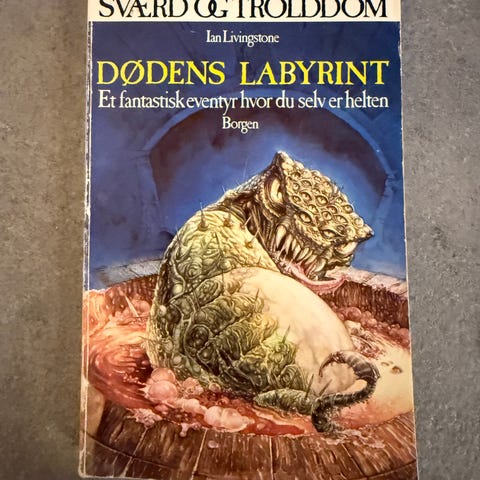 SVÆRD OG TROLDDOM
Ian Livingstone
DØDENS LABYRINT
Et fantastisk eventyr hvor du selv er helten
Borgen